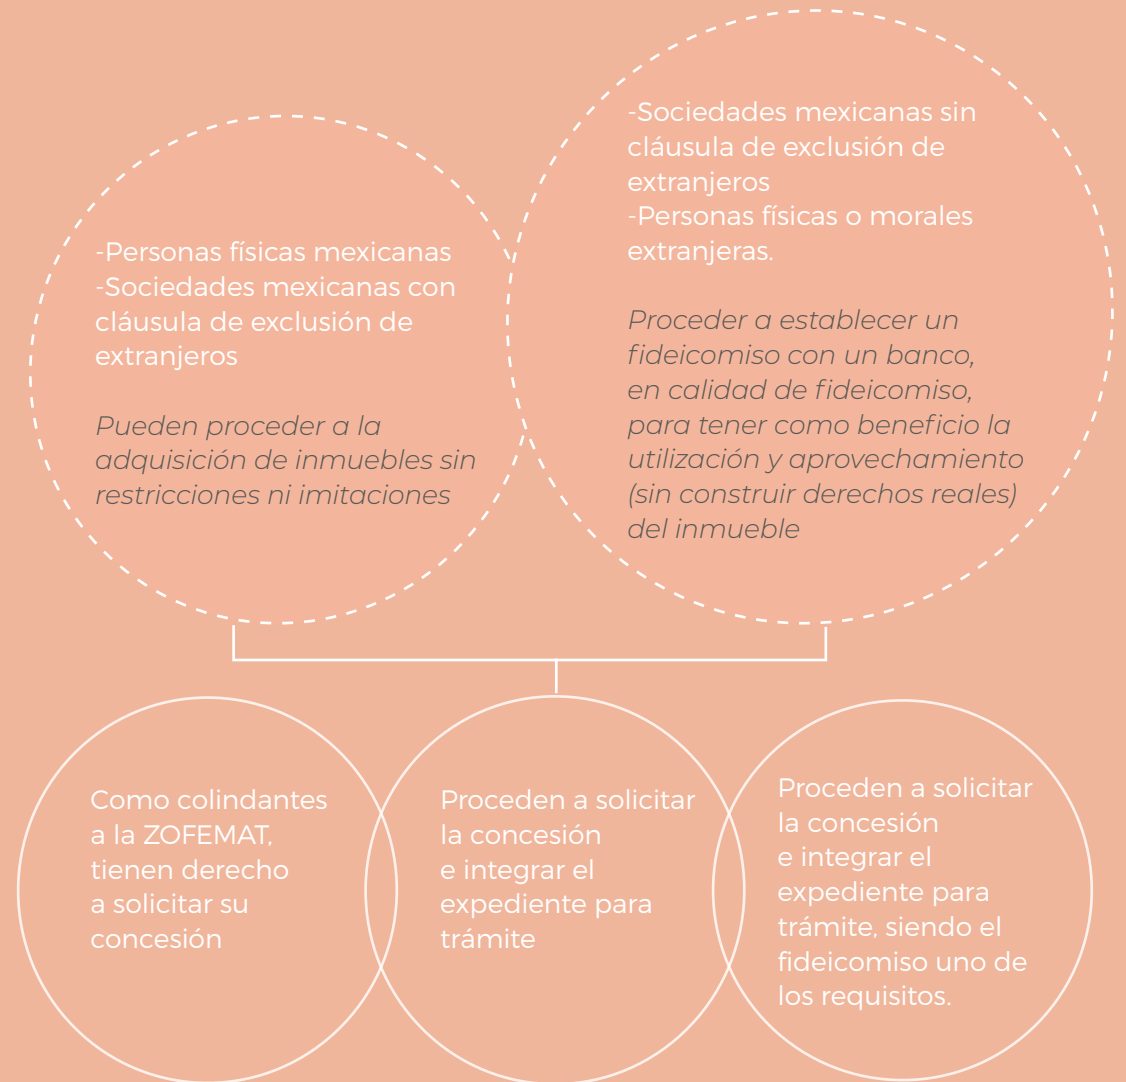 -Personas físicas mexicanas
-Sociedades mexicanas con
cláusula de exclusión de
extranjeros
Pueden proceder a la
adquisición de inmuebles sin
restricciones ni imitaciones
-Sociedades mexicanas sin
cláusula de exclusión de
extranjeros
-Personas físicas o morales
extranjeras.
Proceder a establecer un
fideicomiso con un banco,
en calidad de fideicomiso,
para tener como beneficio la
utilización y aprovechamiento
(sin construir derechos reales)
del inmueble
Como colindantes
a la ZOFEMAT,
tienen derecho
a solicitar su
concesión
Proceden a solicitar
la concesión
e integrar el
expediente para
trámite
Proceden a solicitar
la concesión
e integrar el
expediente para
trámite, siendo el
fideicomiso uno de
los requisitos.